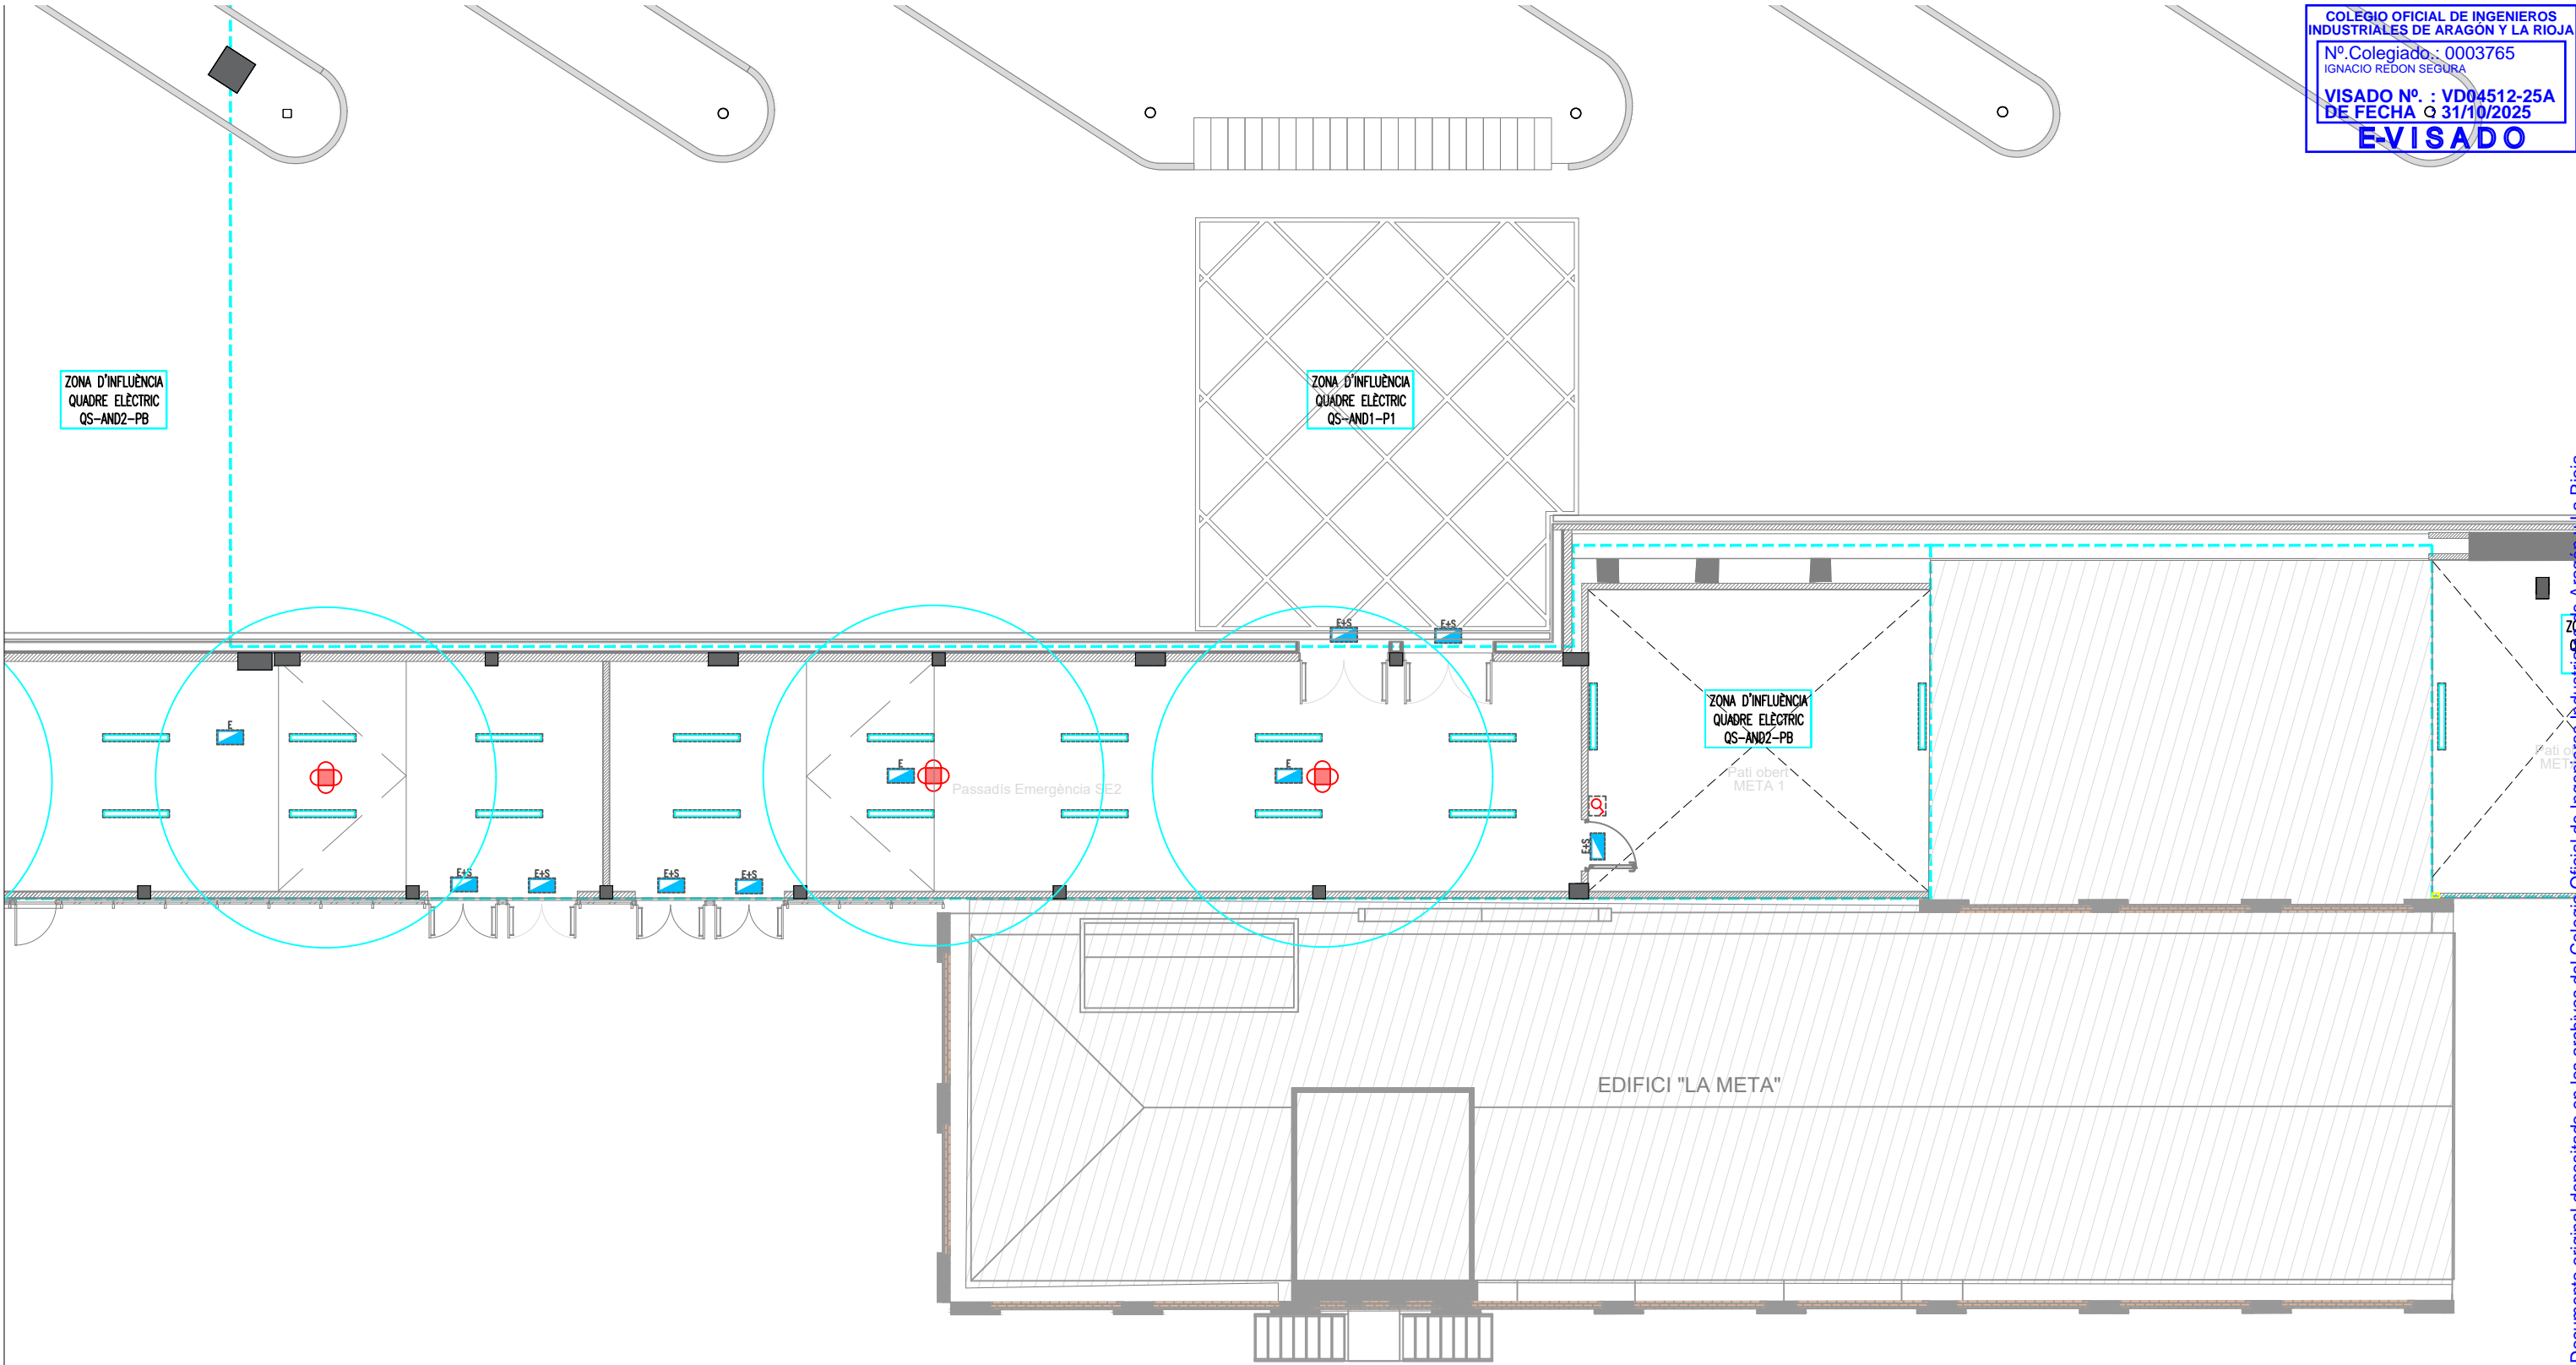 COLEGIO OFICIAL DE INGENIEROS
INDUSTRIALES DE ARAGÓN Y LA RIOJA
Nº.Colegiado.: 0003765
IGNACIO REDON SEGURA
VISADO Nº. : VD04512-25A
DE FECHA : 31/10/2025
E-VISADO
ZONA D'INFLUÈNCIA
QUADRE ELÈCTRIC
QS-AND2-PB
ZONA D'INFLUÈNCIA
QUADRE ELÈCTRIC
QS-AND1-P1
E+S
E+S
ZONA D'INFLUÈNCIA
QUADRE ELÈCTRIC
QS-AND2-PB
Pati obert
META 1
E
E
E
Passadís Emergència SE2
E+S
E+S
E+S
E+S
E+S
EDIFICI "LA META"